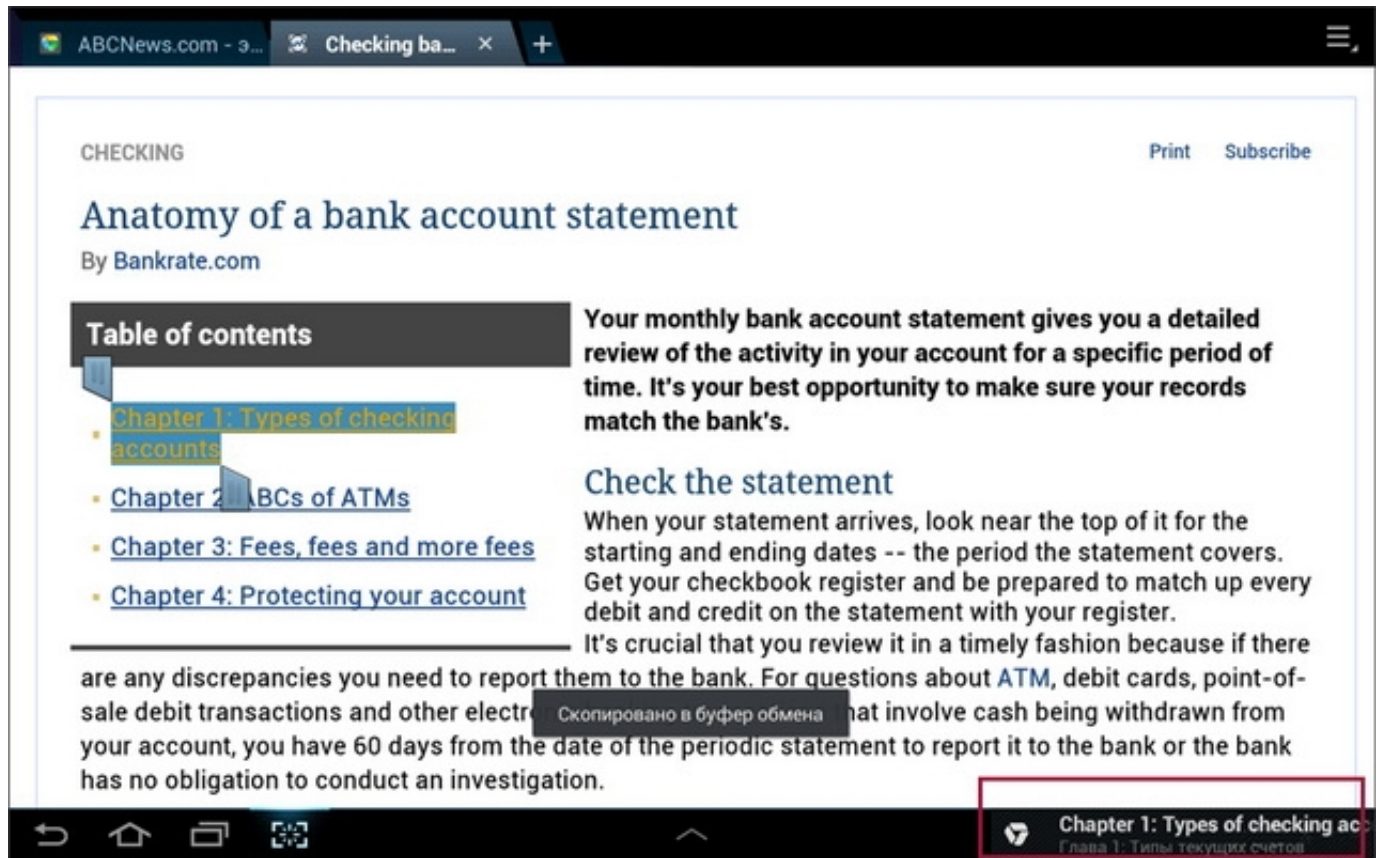 ABCNews.com - э...
Checking ba...
CHECKING
Print
Subscribe
Anatomy of a bank account statement
By Bankrate.com
Table of contents
Chapter 1: Types of checking
accounts
Chapter 2: ABCs of ATMs
Chapter 3: Fees, fees and more fees
Chapter 4: Protecting your account
Your monthly bank account statement gives you a detailed
review of the activity in your account for a specific period of
time. It's your best opportunity to make sure your records
match the bank's.
Check the statement
When your statement arrives, look near the top of it for the
starting and ending dates -- the period the statement covers.
Get your checkbook register and be prepared to match up every
debit and credit on the statement with your register.
It's crucial that you review it in a timely fashion because if there
are any discrepancies you need to report them to the bank. For questions about ATM, debit cards, point-of-
sale debit transactions and other electr hat involve cash being withdrawn from
Скопировано в буфер обмена
your account, you have 60 days from the date of the periodic statement to report it to the bank or the bank
has no obligation to conduct an investigation.
Chapter 1: Types of checking acc
Глава 1: Типы текущих счетов